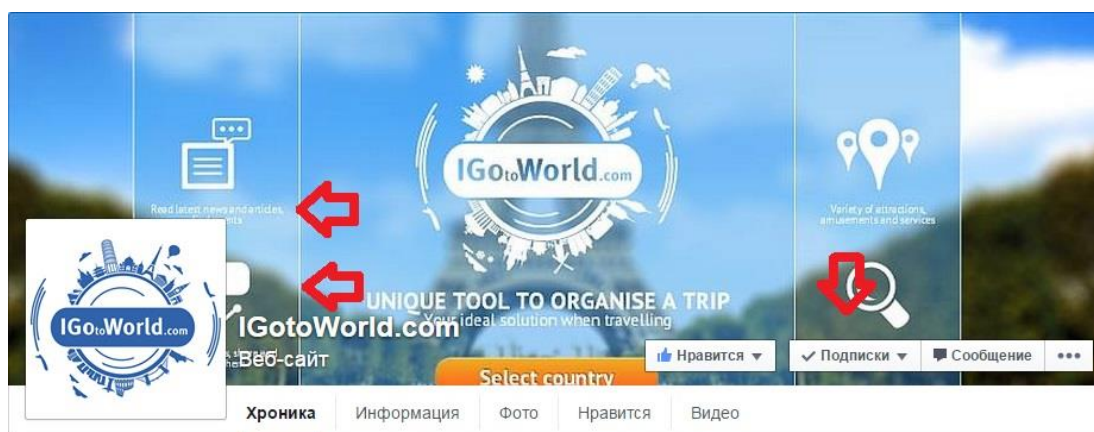 IGotoWorld.com
Read latest news and articles,
Variety of attractions,
amusements and services
UNIQUE TOOL TO ORGANISE A TRIP
Your ideal solution when travelling
IGotoWorld.com
IGotoWorld.com
Веб-сайт
Нравится
Подписки
Сообщение
Select country
Хроника Информация Фото Нравится Видео